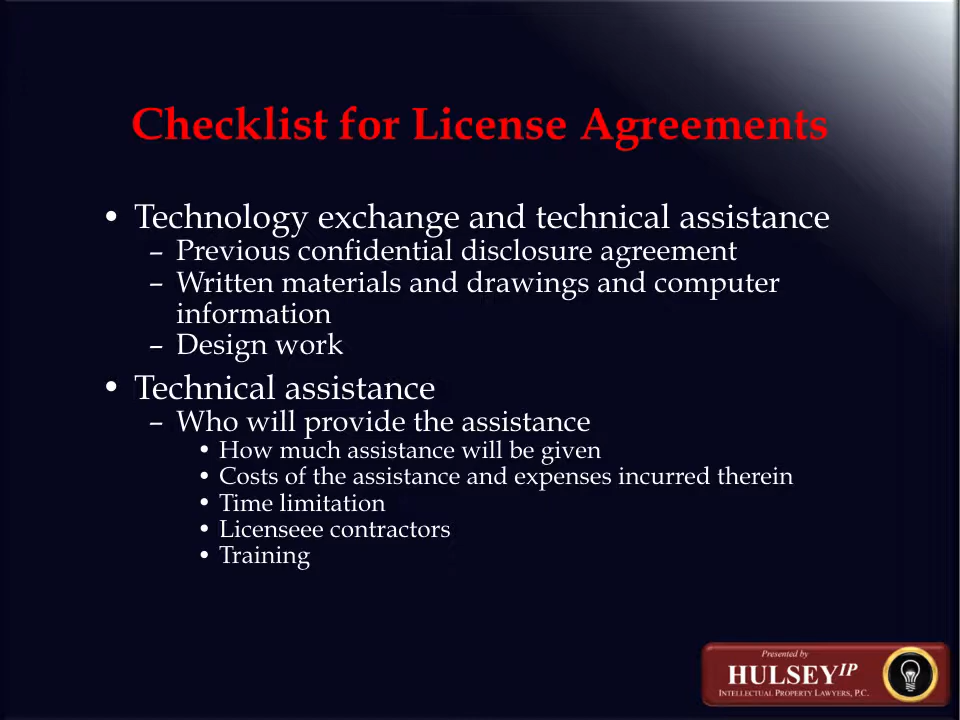 Checklist for License Agreements
• Technology exchange and technical assistance
– Previous confidential disclosure agreement
– Written materials and drawings and computer
information
– Design work
• Technical assistance
– Who will provide the assistance
• How much assistance will be given
• Costs of the assistance and expenses incurred therein
• Time limitation
• Licenseee contractors
• Training
Presented by
HULSEY IP
INTELLECTUAL PROPERTY LAWYERS, P.C.